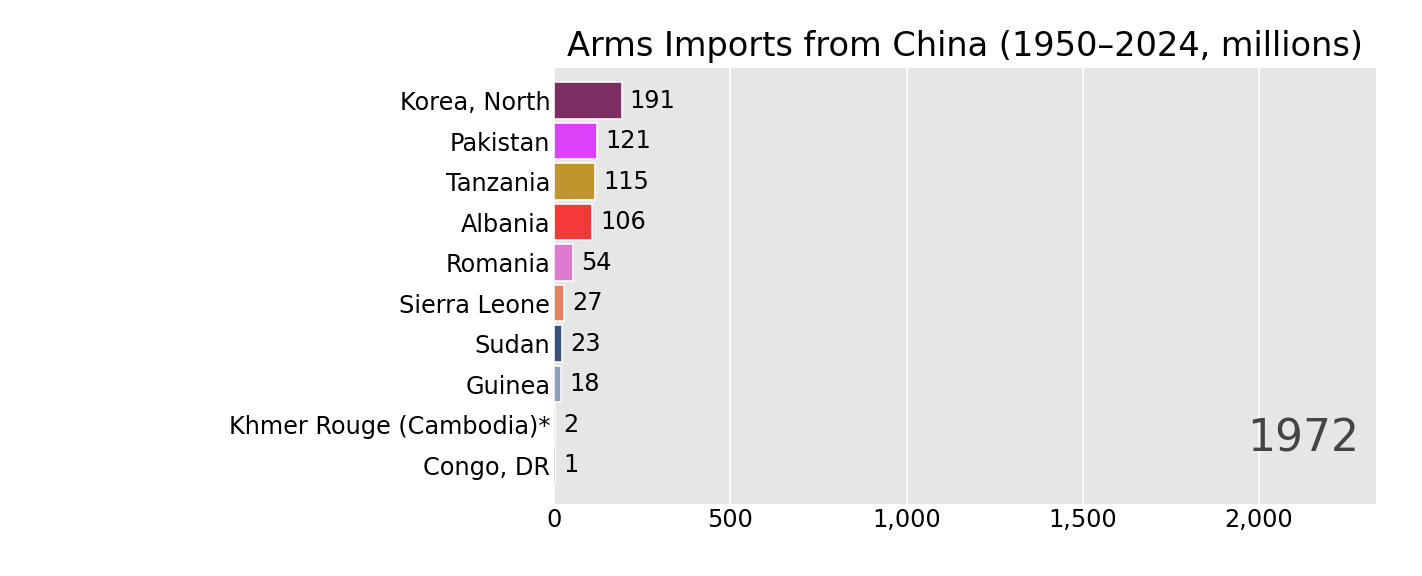 Arms Imports from China (1950–2024, millions)
Korea, North 191
Pakistan 121
Tanzania 115
Albania 106
Romania 54
Sierra Leone 27
Sudan 23
Guinea 18
Khmer Rouge (Cambodia)* 2
Congo, DR 1
1972
0 500 1,000 1,500 2,000